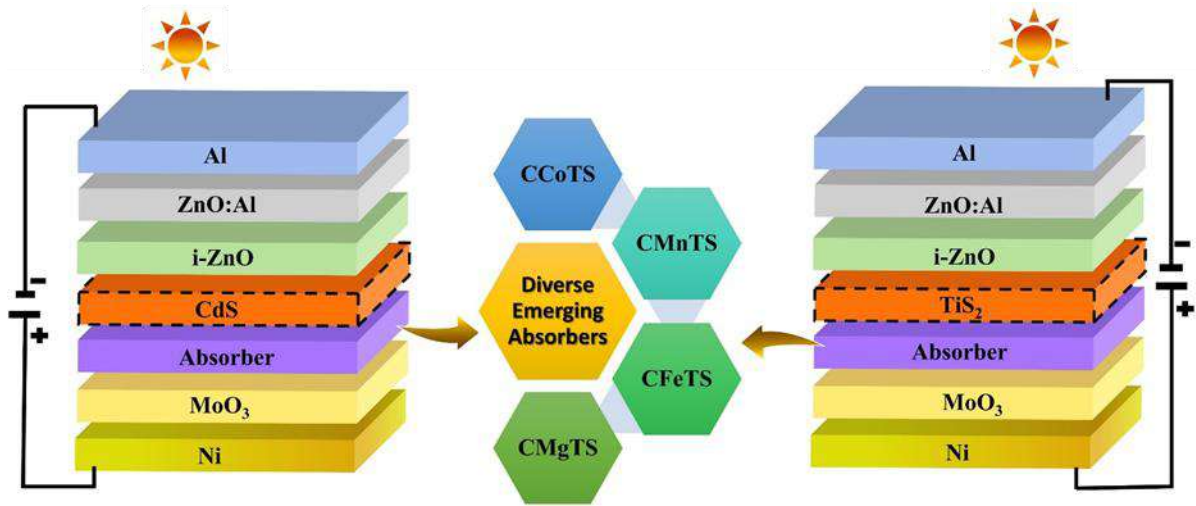 Al
ZnO:Al
i-ZnO
CdS
Absorber
MoO₃
Ni
-
+
CCoTS
CMnTS
Diverse
Emerging
Absorbers
CFeTS
CMgTS
Al
ZnO:Al
i-ZnO
TiS₂
Absorber
MoO₃
Ni
-
+